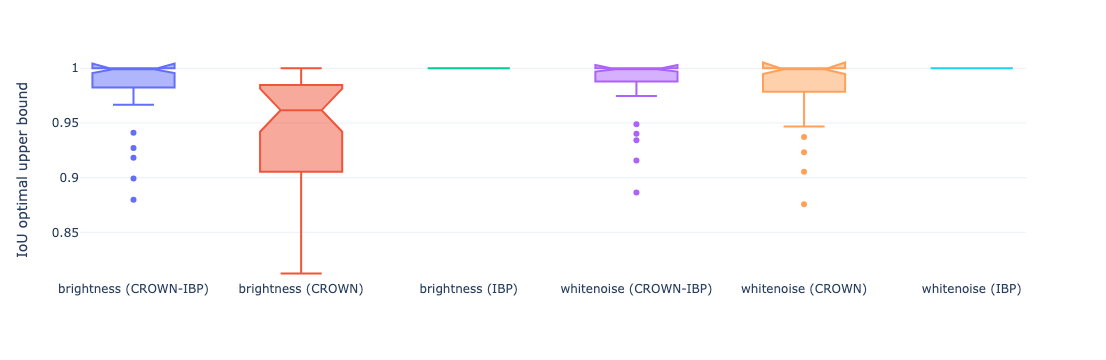 IoU optimal upper bound
1
0.95
0.9
0.85
brightness (CROWN-IBP)
brightness (CROWN)
brightness (IBP)
whitenoise (CROWN-IBP)
whitenoise (CROWN)
whitenoise (IBP)